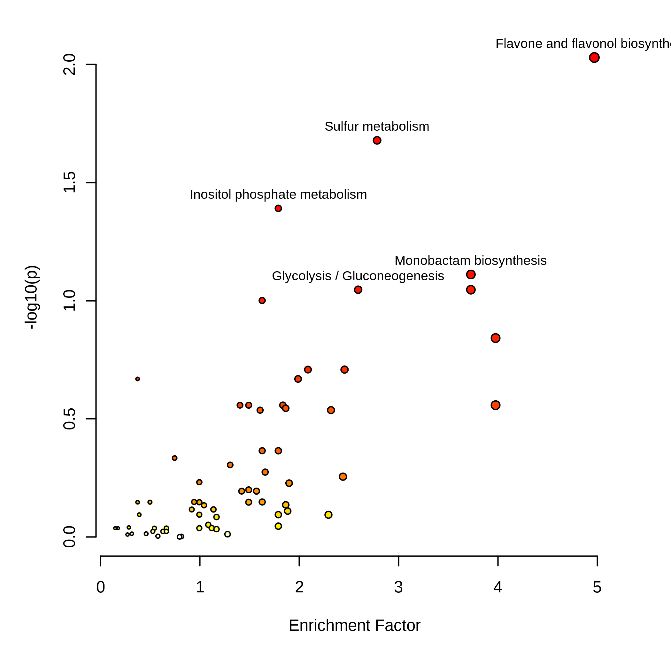 Flavone and flavonol biosynth
Sulfur metabolism
Inositol phosphate metabolism
Monobactam biosynthesis
Glycolysis / Gluconeogenesis
-log10(p)
2.0
1.5
1.0
0.5
0.0
0 1 2 3 4 5
Enrichment Factor